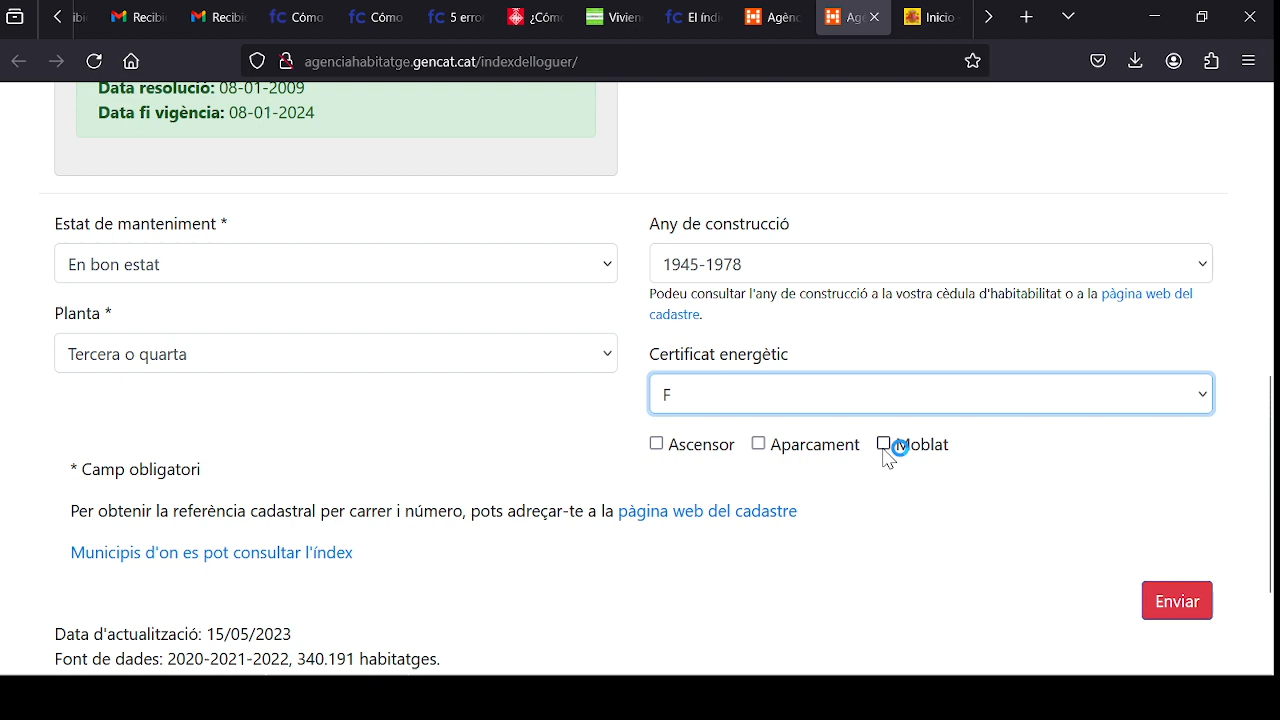 ibi
Recibi
Recibi
Cómo
Cómo
5 erro
¿Cóm
Vivien
El índi
Agènc
Age
Inicio
agenciahabitatge.gencat.cat/indexdelloguer/
Data resolució: 08-01-2009
Data fi vigència: 08-01-2024
Estat de manteniment *
En bon estat
Any de construcció
1945-1978
Podeu consultar l'any de construcció a la vostra cèdula d'habitabilitat o a la pàgina web del
cadastre.
Planta *
Tercera o quarta
Certificat energètic
F
Ascensor Aparcament Moblat
* Camp obligatori
Per obtenir la referència cadastral per carrer i número, pots adreçar-te a la pàgina web del cadastre
Municipis d'on es pot consultar l'índex
Enviar
Data d'actualització: 15/05/2023
Font de dades: 2020-2021-2022, 340.191 habitatges.